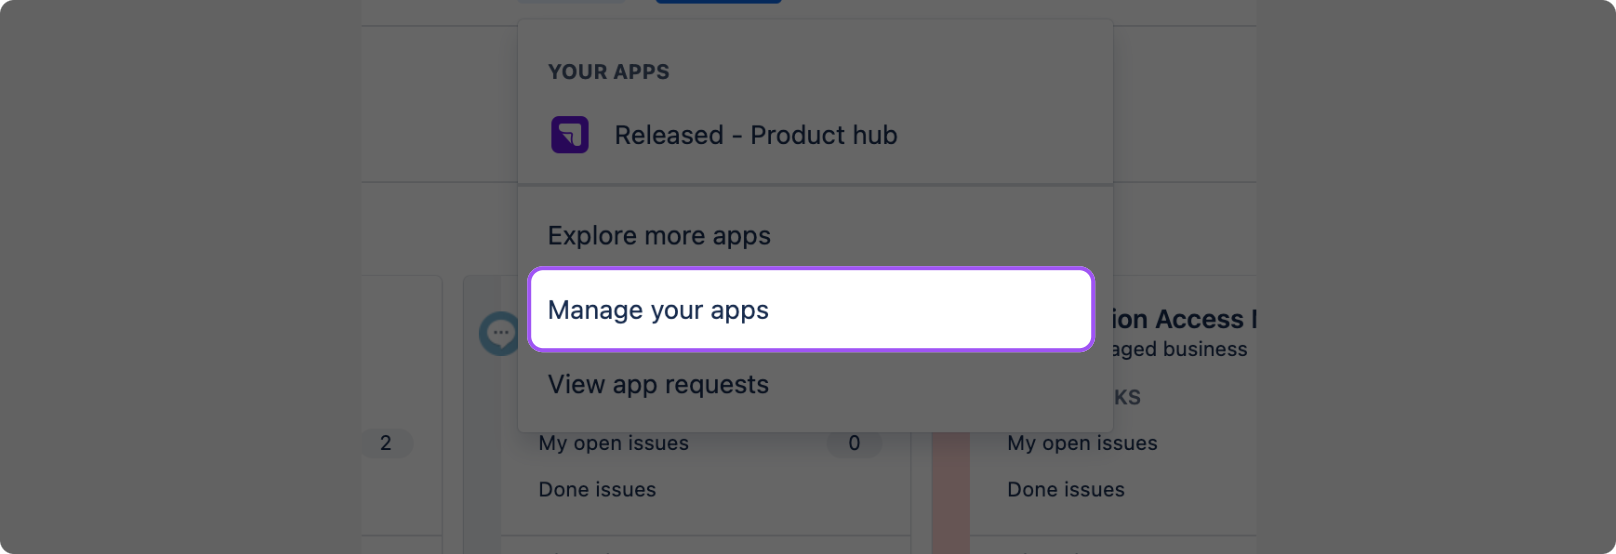 YOUR APPS
Released - Product hub
Explore more apps
Manage your apps
ion Access
aged business
View app requests
KS
2
My open issues
0
My open issues
Done issues
Done issues